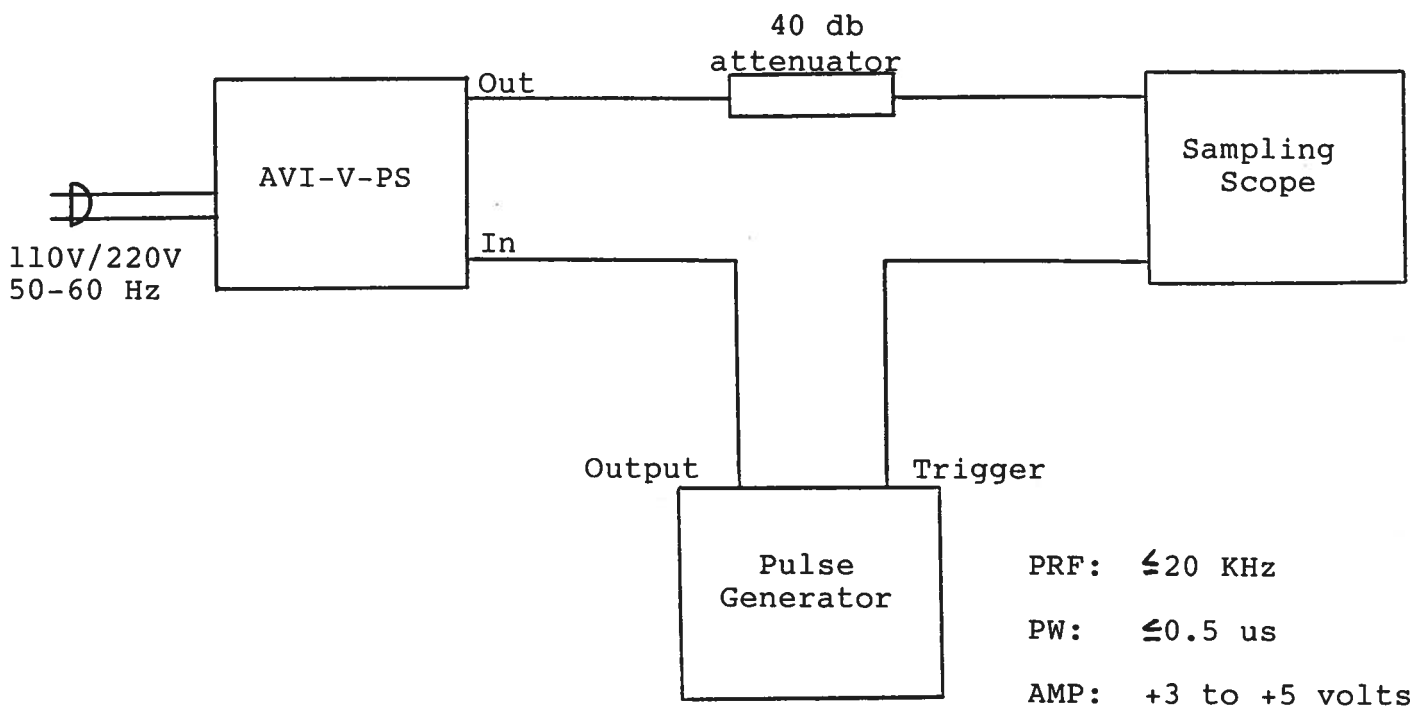 40 db
attenuator
Out
AVI-V-PS
Sampling
Scope
In
110V/220V
50-60 Hz
Output
Trigger
Pulse
Generator
PRF: ≦20 KHz
PW: ≦0.5 us
AMP: +3 to +5 volts